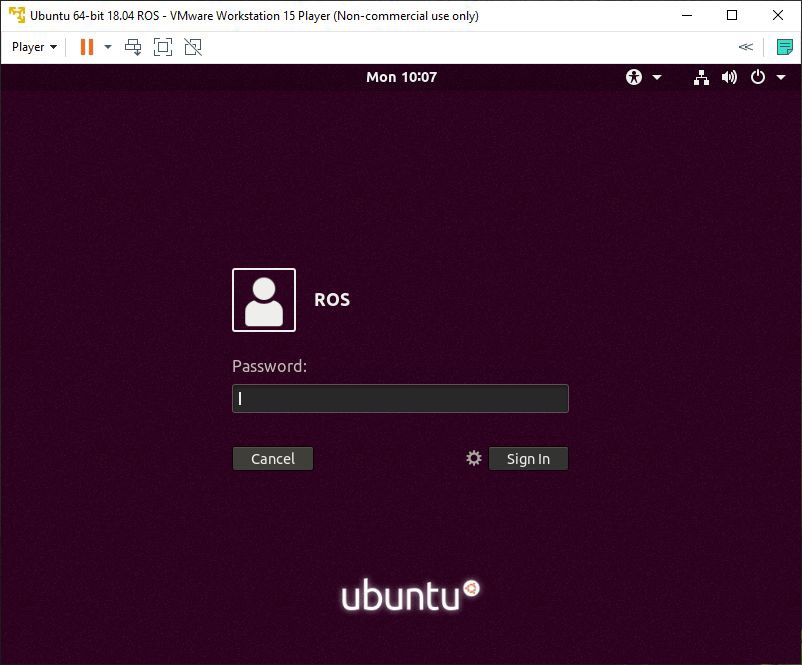 Ubuntu 64-bit 18.04 ROS - VMware Workstation 15 Player (Non-commercial use only)
Player
Mon 10:07
ROS
Password:
Cancel
Sign In
ubuntu